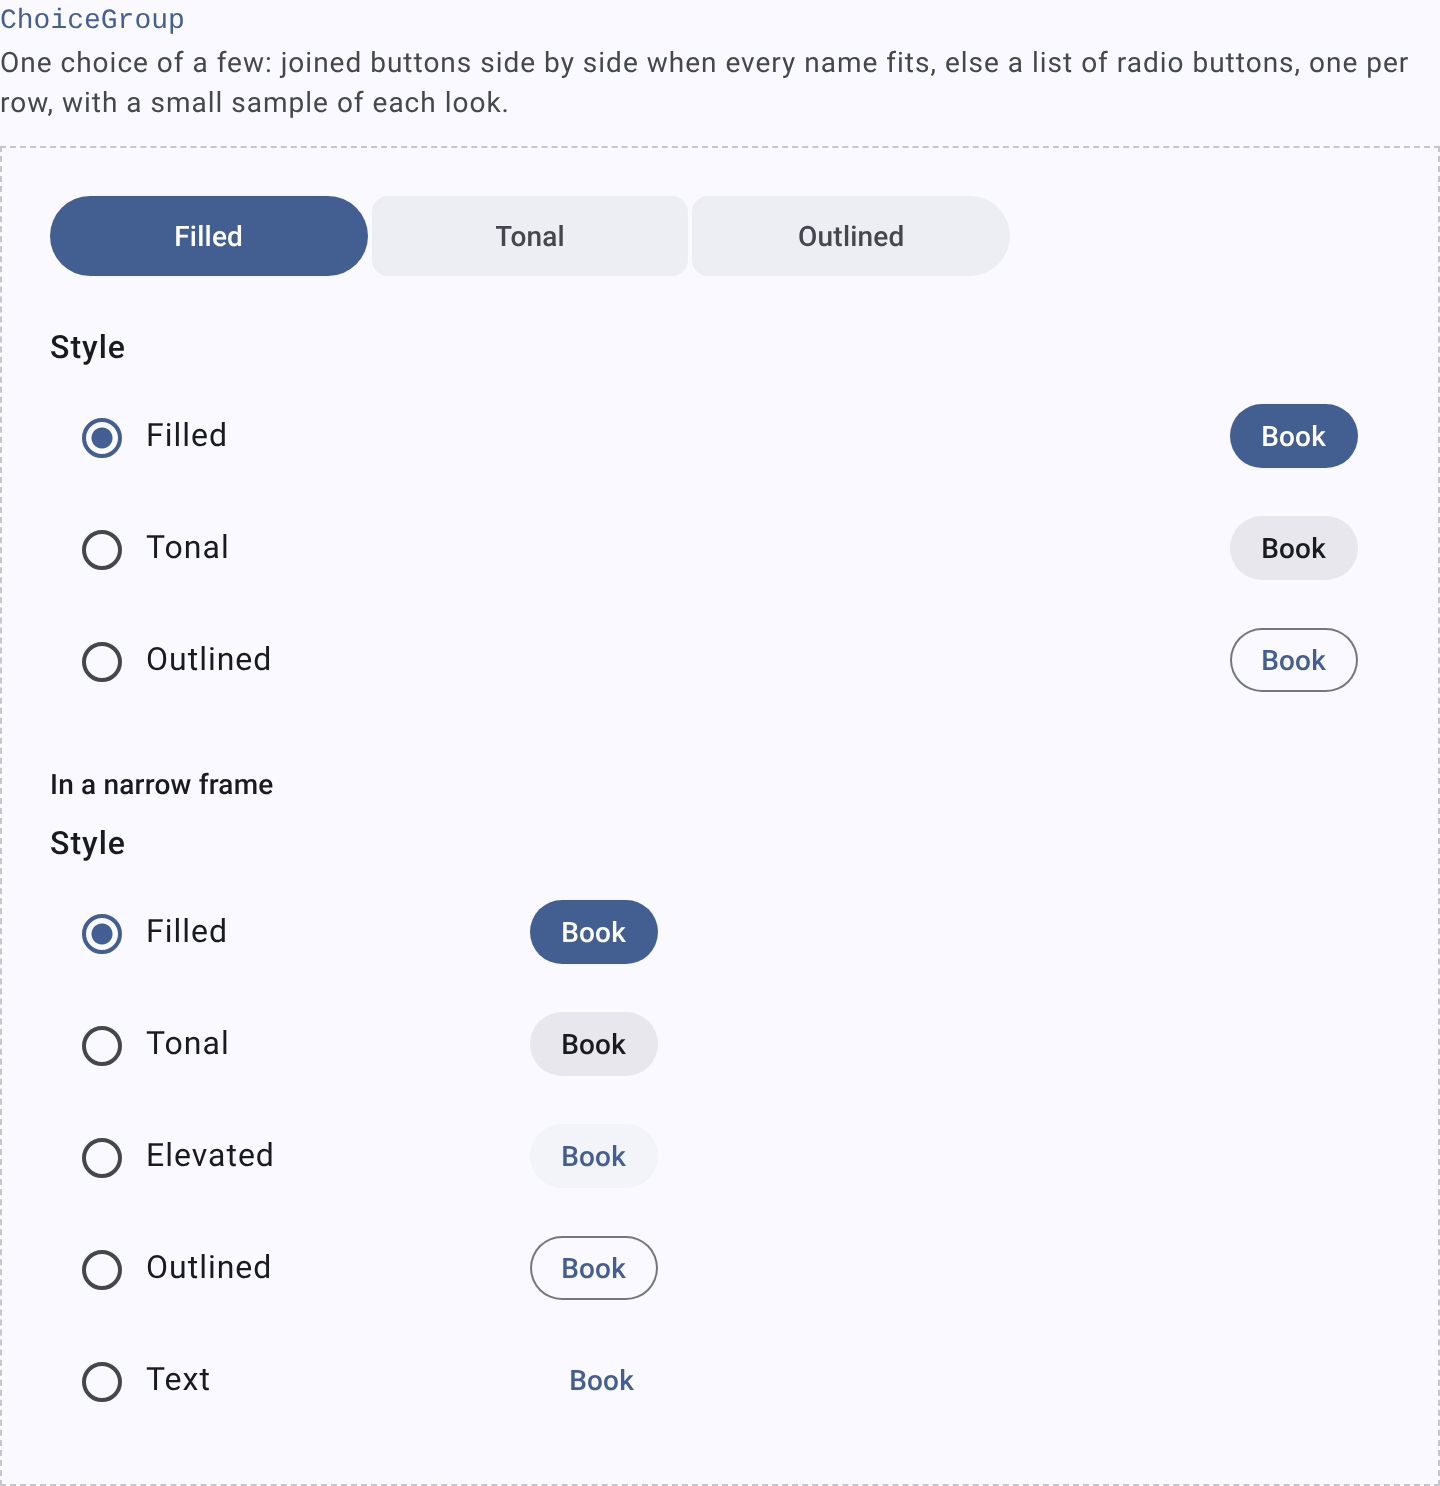 ChoiceGroup
One choice of a few: joined buttons side by side when every name fits, else a list of radio buttons, one per
row, with a small sample of each look.
Filled Tonal Outlined
Style
Filled Book
Tonal Book
Outlined Book
In a narrow frame
Style
Filled Book
Tonal Book
Elevated Book
Outlined Book
Text Book